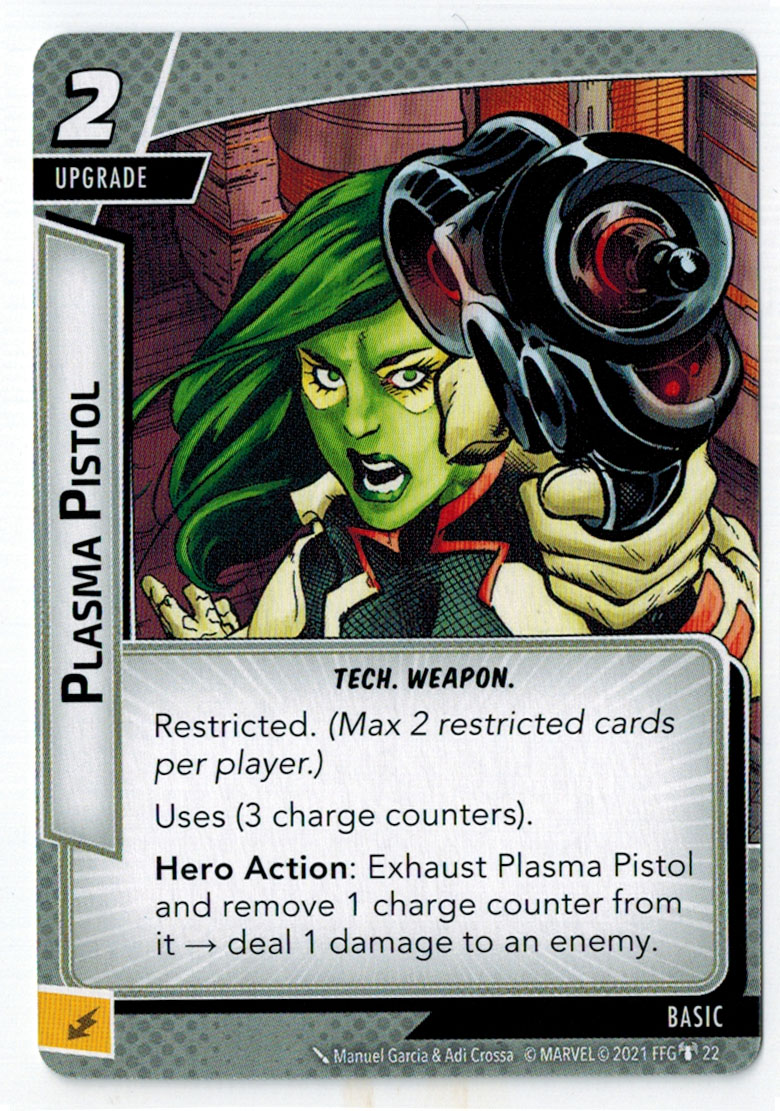 2
UPGRADE
PLASMA PISTOL
TECH. WEAPON.
Restricted. (Max 2 restricted cards
per player.)
Uses (3 charge counters).
Hero Action: Exhaust Plasma Pistol
and remove 1 charge counter from
it → deal 1 damage to an enemy.
BASIC
Manuel Garcia & Adi Crossa © MARVEL © 2021 FFG 22